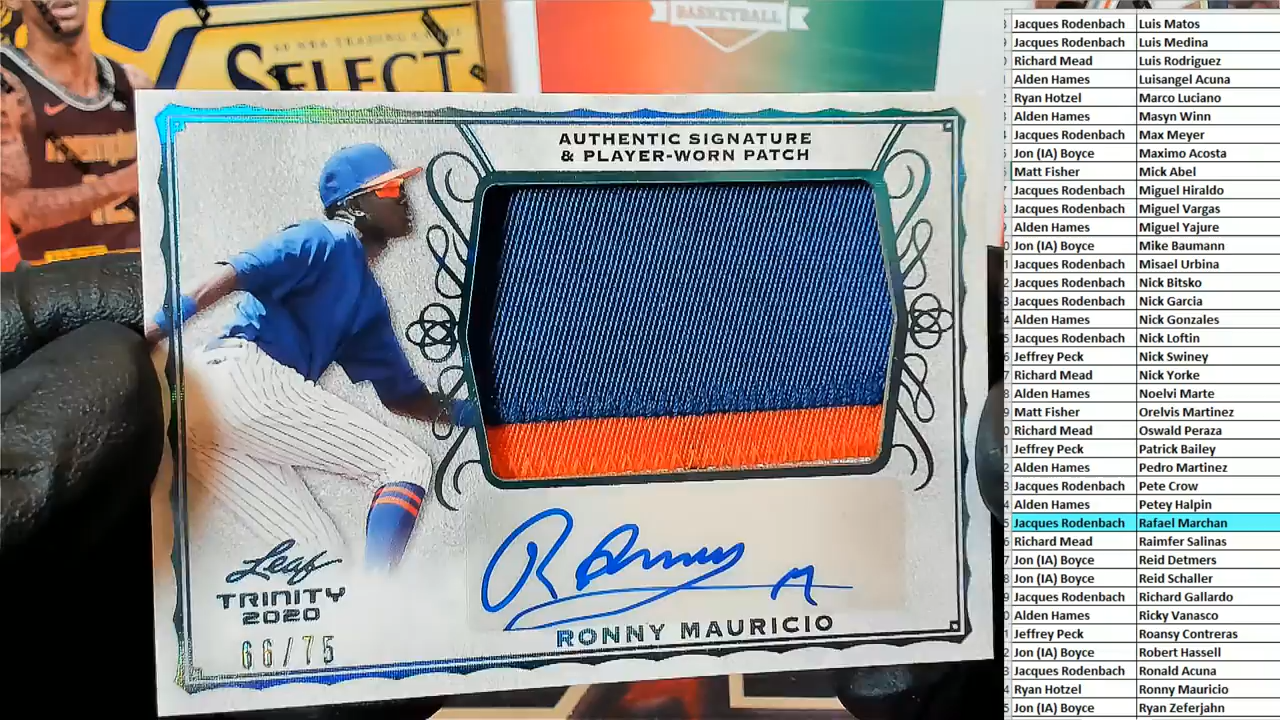 BASKETBALL
SELECT
AUTHENTIC SIGNATURE
& PLAYER-WORN PATCH
Leaf
TRINITY
2020
66/75
RONNY MAURICIO
Jacques Rodenbach Luis Matos
Jacques Rodenbach Luis Medina
Richard Mead Luis Rodriguez
Alden Hames Luisangel Acuna
Ryan Hotzel Marco Luciano
Alden Hames Masyn Winn
Jacques Rodenbach Max Meyer
Jon (IA) Boyce Maximo Acosta
Matt Fisher Mick Abel
Jacques Rodenbach Miguel Hiraldo
Jacques Rodenbach Miguel Vargas
Alden Hames Miguel Yajure
Jon (IA) Boyce Mike Baumann
Jacques Rodenbach Misael Urbina
Jacques Rodenbach Nick Bitsko
Jacques Rodenbach Nick Garcia
Alden Hames Nick Gonzales
Jacques Rodenbach Nick Loftin
Jeffrey Peck Nick Swiney
Richard Mead Nick Yorke
Alden Hames Noelvi Marte
Matt Fisher Orelvis Martinez
Richard Mead Oswald Peraza
Jeffrey Peck Patrick Bailey
Alden Hames Pedro Martinez
Jacques Rodenbach Pete Crow
Alden Hames Petey Halpin
Jacques Rodenbach Rafael Marchan
Richard Mead Raimfer Salinas
Jon (IA) Boyce Reid Detmers
Jon (IA) Boyce Reid Schaller
Jacques Rodenbach Richard Gallardo
Alden Hames Ricky Vanasco
Jeffrey Peck Roansy Contreras
Jon (IA) Boyce Robert Hassell
Jacques Rodenbach Ronald Acuna
Ryan Hotzel Ronny Mauricio
Jon (IA) Boyce Ryan Zeferjahn